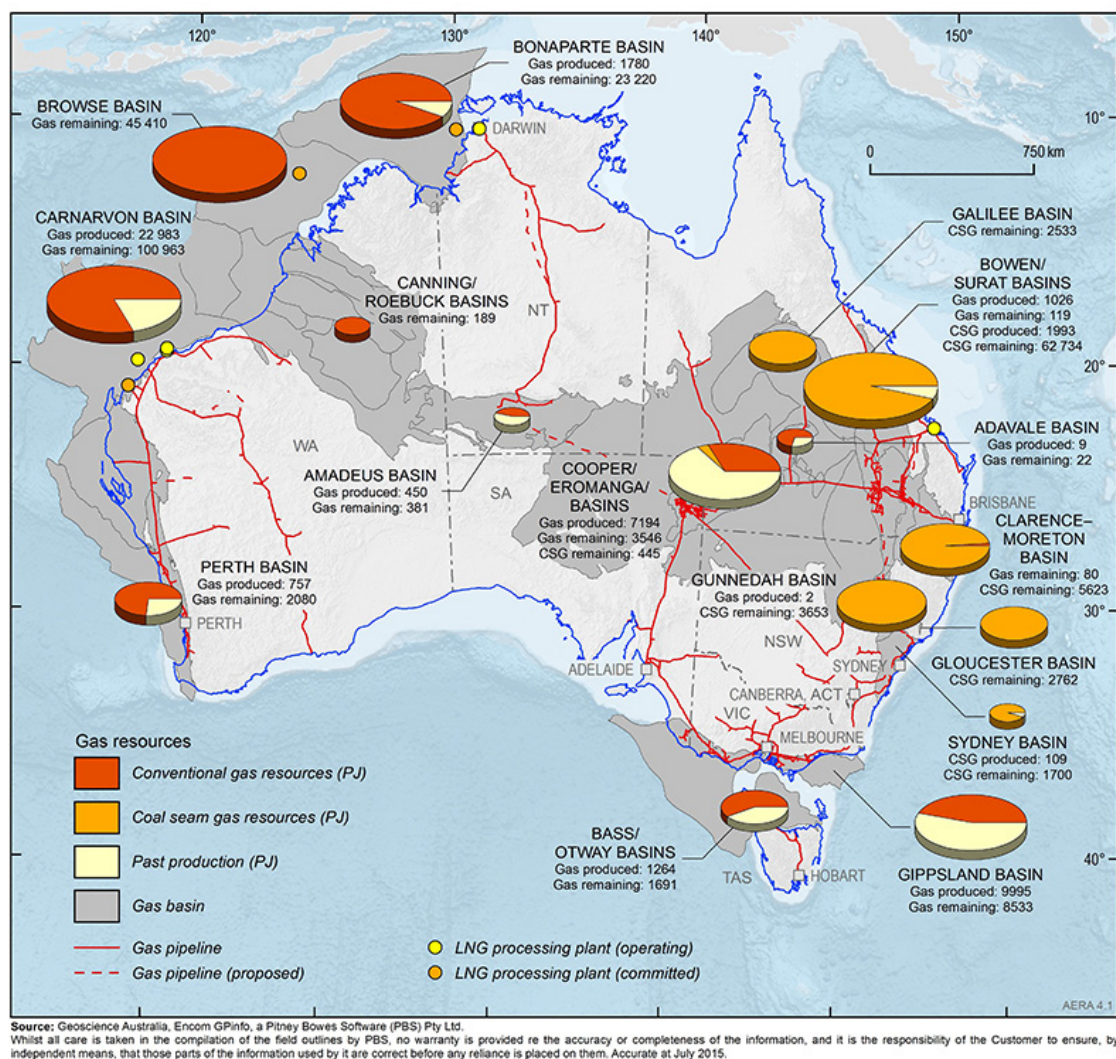 120°
130°
140°
150°
BONAPARTE BASIN
Gas produced: 1780
Gas remaining: 23 220
BROWSE BASIN
Gas remaining: 45 410
DARWIN
10°
0
750 km
CARNARVON BASIN
Gas produced: 22 983
Gas remaining: 100 963
GALILEE BASIN
CSG remaining: 2533
CANNING/
ROEBUCK BASINS
Gas remaining: 189
NT
BOWEN/
SURAT BASINS
Gas produced: 1026
Gas remaining: 119
CSG produced: 1993
CSG remaining: 62 734
20°
ADAVALE BASIN
Gas produced: 9
Gas remaining: 22
WA
AMADEUS BASIN
Gas produced: 450
Gas remaining: 381
SA
COOPER/
EROMANGA/
BASINS
Gas produced: 7194
Gas remaining: 3546
CSG remaining: 445
BRISBANE
CLARENCE–
MORETON
BASIN
Gas remaining: 80
CSG remaining: 5623
PERTH BASIN
Gas produced: 757
Gas remaining: 2080
PERTH
GUNNEDAH BASIN
Gas produced: 2
CSG remaining: 3653
30°
NSW
ADELAIDE
SYDNEY
GLOUCESTER BASIN
CSG remaining: 2762
CANBERRA, ACT
VIC
MELBOURNE
SYDNEY BASIN
CSG produced: 109
CSG remaining: 1700
Gas resources
Conventional gas resources (PJ)
Coal seam gas resources (PJ)
Past production (PJ)
Gas basin
Gas pipeline
Gas pipeline (proposed)
LNG processing plant (operating)
LNG processing plant (committed)
BASS/
OTWAY BASINS
Gas produced: 1264
Gas remaining: 1691
TAS
HOBART
40°
GIPPSLAND BASIN
Gas produced: 9995
Gas remaining: 8533
AERA 4.1
120°
130°
140°
150°
Source: Geoscience Australia, Encom GPinfo, a Pitney Bowes Software (PBS) Pty Ltd.
Whilst all care is taken in the compilation of the field outlines by PBS, no warranty is provided re the accuracy or completeness of the information, and it is the responsibility of the Customer to ensure, b
independent means, that those parts of the information used by it are correct before any reliance is placed on them. Accurate at July 2015.